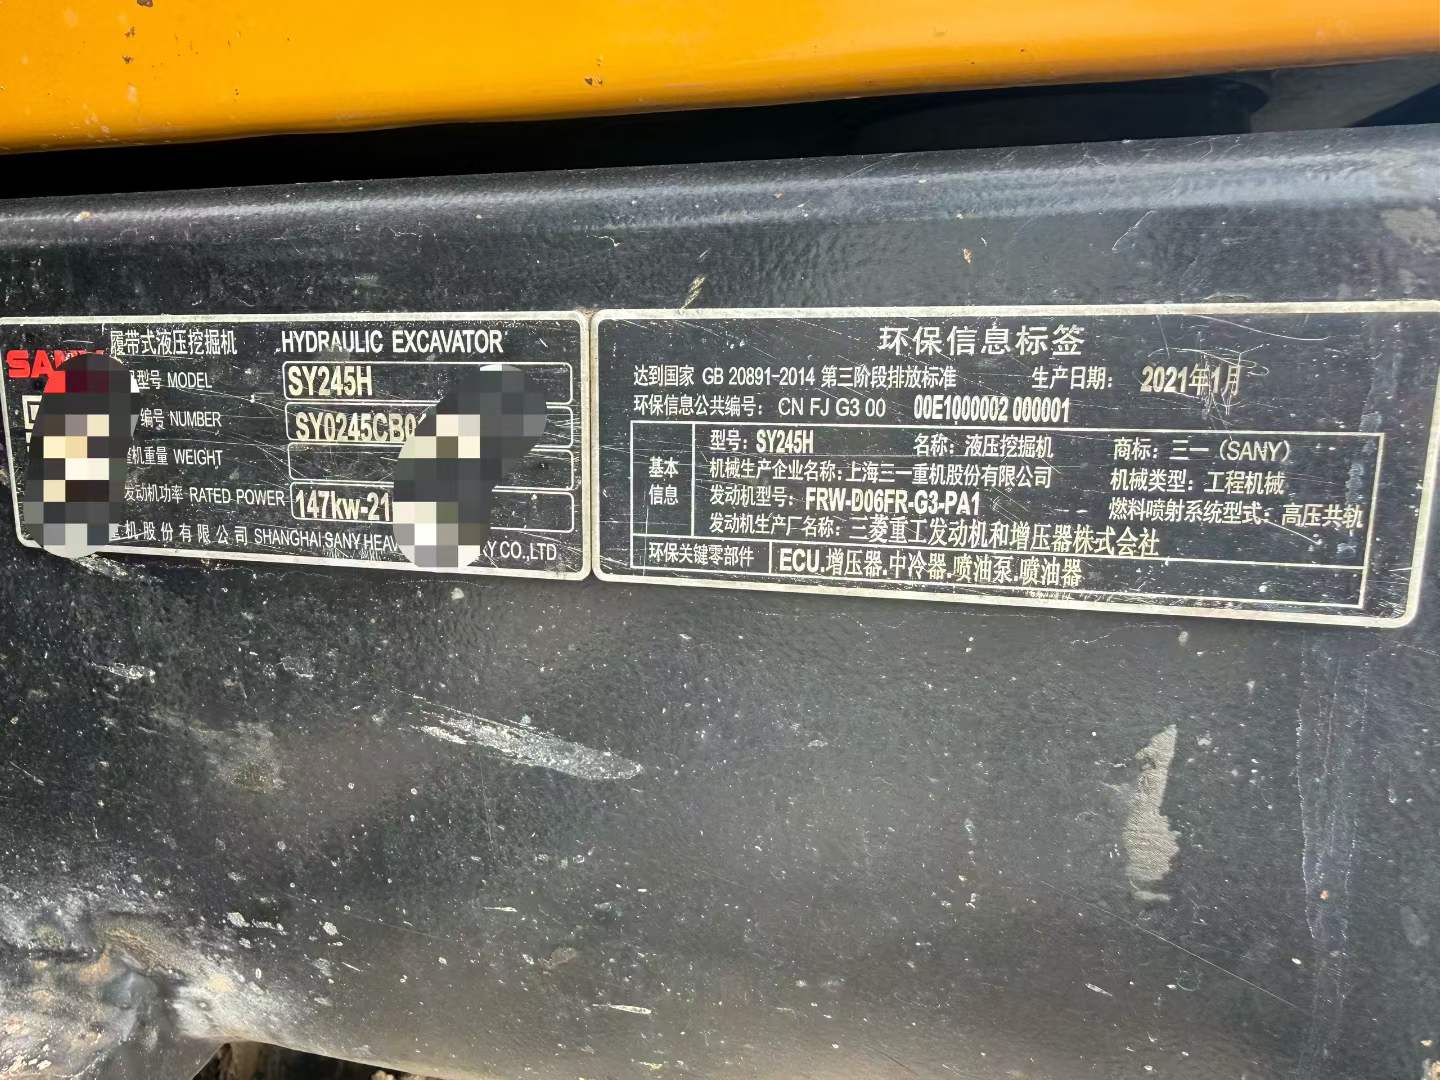 履带式液压挖掘机 HYDRAULIC EXCAVATOR
SANY
型号 MODEL SY245H
编号 NUMBER SY0245CB0
整机重量 WEIGHT
发动机功率 RATED POWER 147kw-21
重机股份有限公司 SHANGHAI SANY HEAV Y CO.,LTD
环保信息标签
达到国家 GB 20891-2014 第三阶段排放标准 生产日期: 2021年1月
环保信息公共编号: CN FJ G3 00 00E1000002 000001
基本信息
型号: SY245H 名称: 液压挖掘机 商标: 三一 (SANY)
机械生产企业名称: 上海三一重机股份有限公司 机械类型: 工程机械
发动机型号: FRW-D06FR-G3-PA1 燃料喷射系统型式: 高压共轨
发动机生产厂名称: 三菱重工发动机和增压器株式会社
环保关键零部件 ECU.增压器.中冷器.喷油泵.喷油器